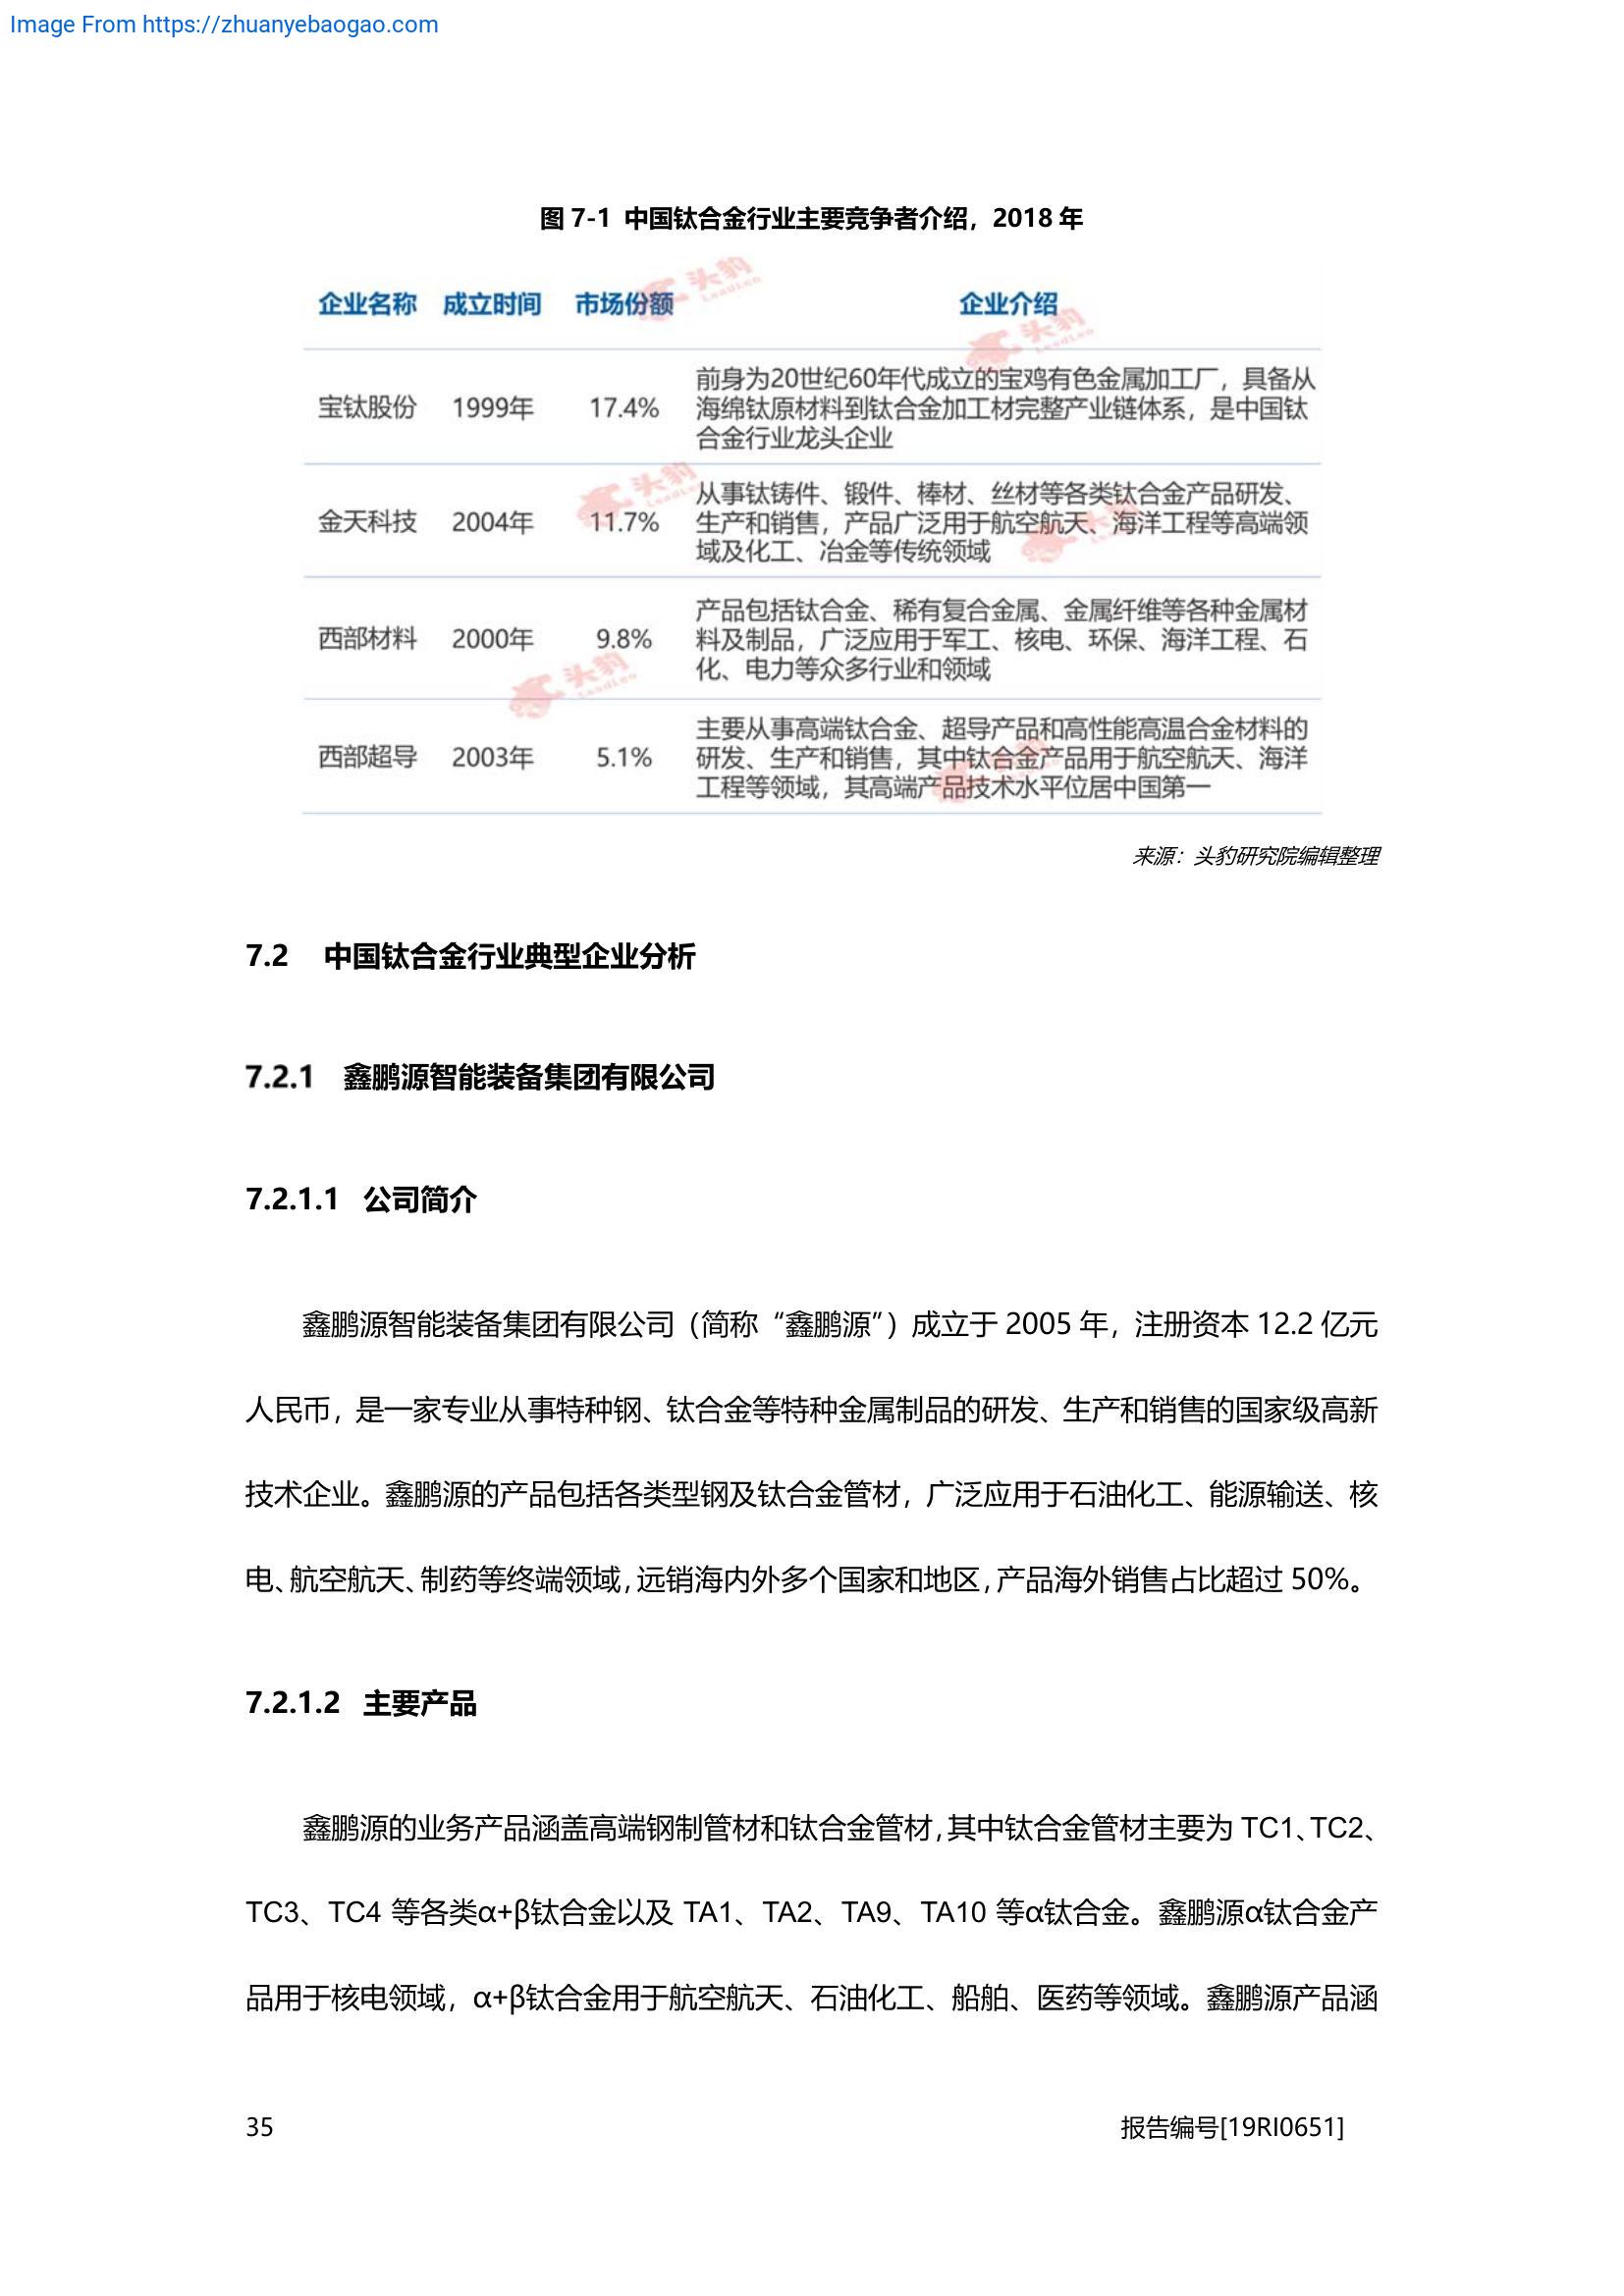 Image From https://zhuanyebaogao.com
图 7-1 中国钛合金行业主要竞争者介绍，2018 年
企业名称 成立时间 市场份额 企业介绍
宝钛股份 1999年 17.4% 前身为20世纪60年代成立的宝鸡有色金属加工厂，具备从
海绵钛原材料到钛合金加工材完整产业链体系，是中国钛
合金行业龙头企业
金天科技 2004年 11.7% 从事钛铸件、锻件、棒材、丝材等各类钛合金产品研发、
生产和销售，产品广泛用于航空航天、海洋工程等高端领
域及化工、冶金等传统领域
西部材料 2000年 9.8% 产品包括钛合金、稀有复合金属、金属纤维等各种金属材
料及制品，广泛应用于军工、核电、环保、海洋工程、石
化、电力等众多行业和领域
西部超导 2003年 5.1% 主要从事高端钛合金、超导产品和高性能高温合金材料的
研发、生产和销售，其中钛合金产品用于航空航天、海洋
工程等领域，其高端产品技术水平位居中国第一
头豹
LeadLeo
头豹
LeadLeo
头豹
LeadLeo
头豹
LeadLeo
来源：头豹研究院编辑整理
7.2 中国钛合金行业典型企业分析
7.2.1 鑫鹏源智能装备集团有限公司
7.2.1.1 公司简介
鑫鹏源智能装备集团有限公司（简称“鑫鹏源”）成立于 2005 年，注册资本 12.2 亿元
人民币，是一家专业从事特种钢、钛合金等特种金属制品的研发、生产和销售的国家级高新
技术企业。鑫鹏源的产品包括各类型钢及钛合金管材，广泛应用于石油化工、能源输送、核
电、航空航天、制药等终端领域，远销海内外多个国家和地区，产品海外销售占比超过 50%。
7.2.1.2 主要产品
鑫鹏源的业务产品涵盖高端钢制管材和钛合金管材，其中钛合金管材主要为 TC1、TC2、
TC3、TC4 等各类α+β钛合金以及 TA1、TA2、TA9、TA10 等α钛合金。鑫鹏源α钛合金产
品用于核电领域，α+β钛合金用于航空航天、石油化工、船舶、医药等领域。鑫鹏源产品涵
35 报告编号[19RI0651]